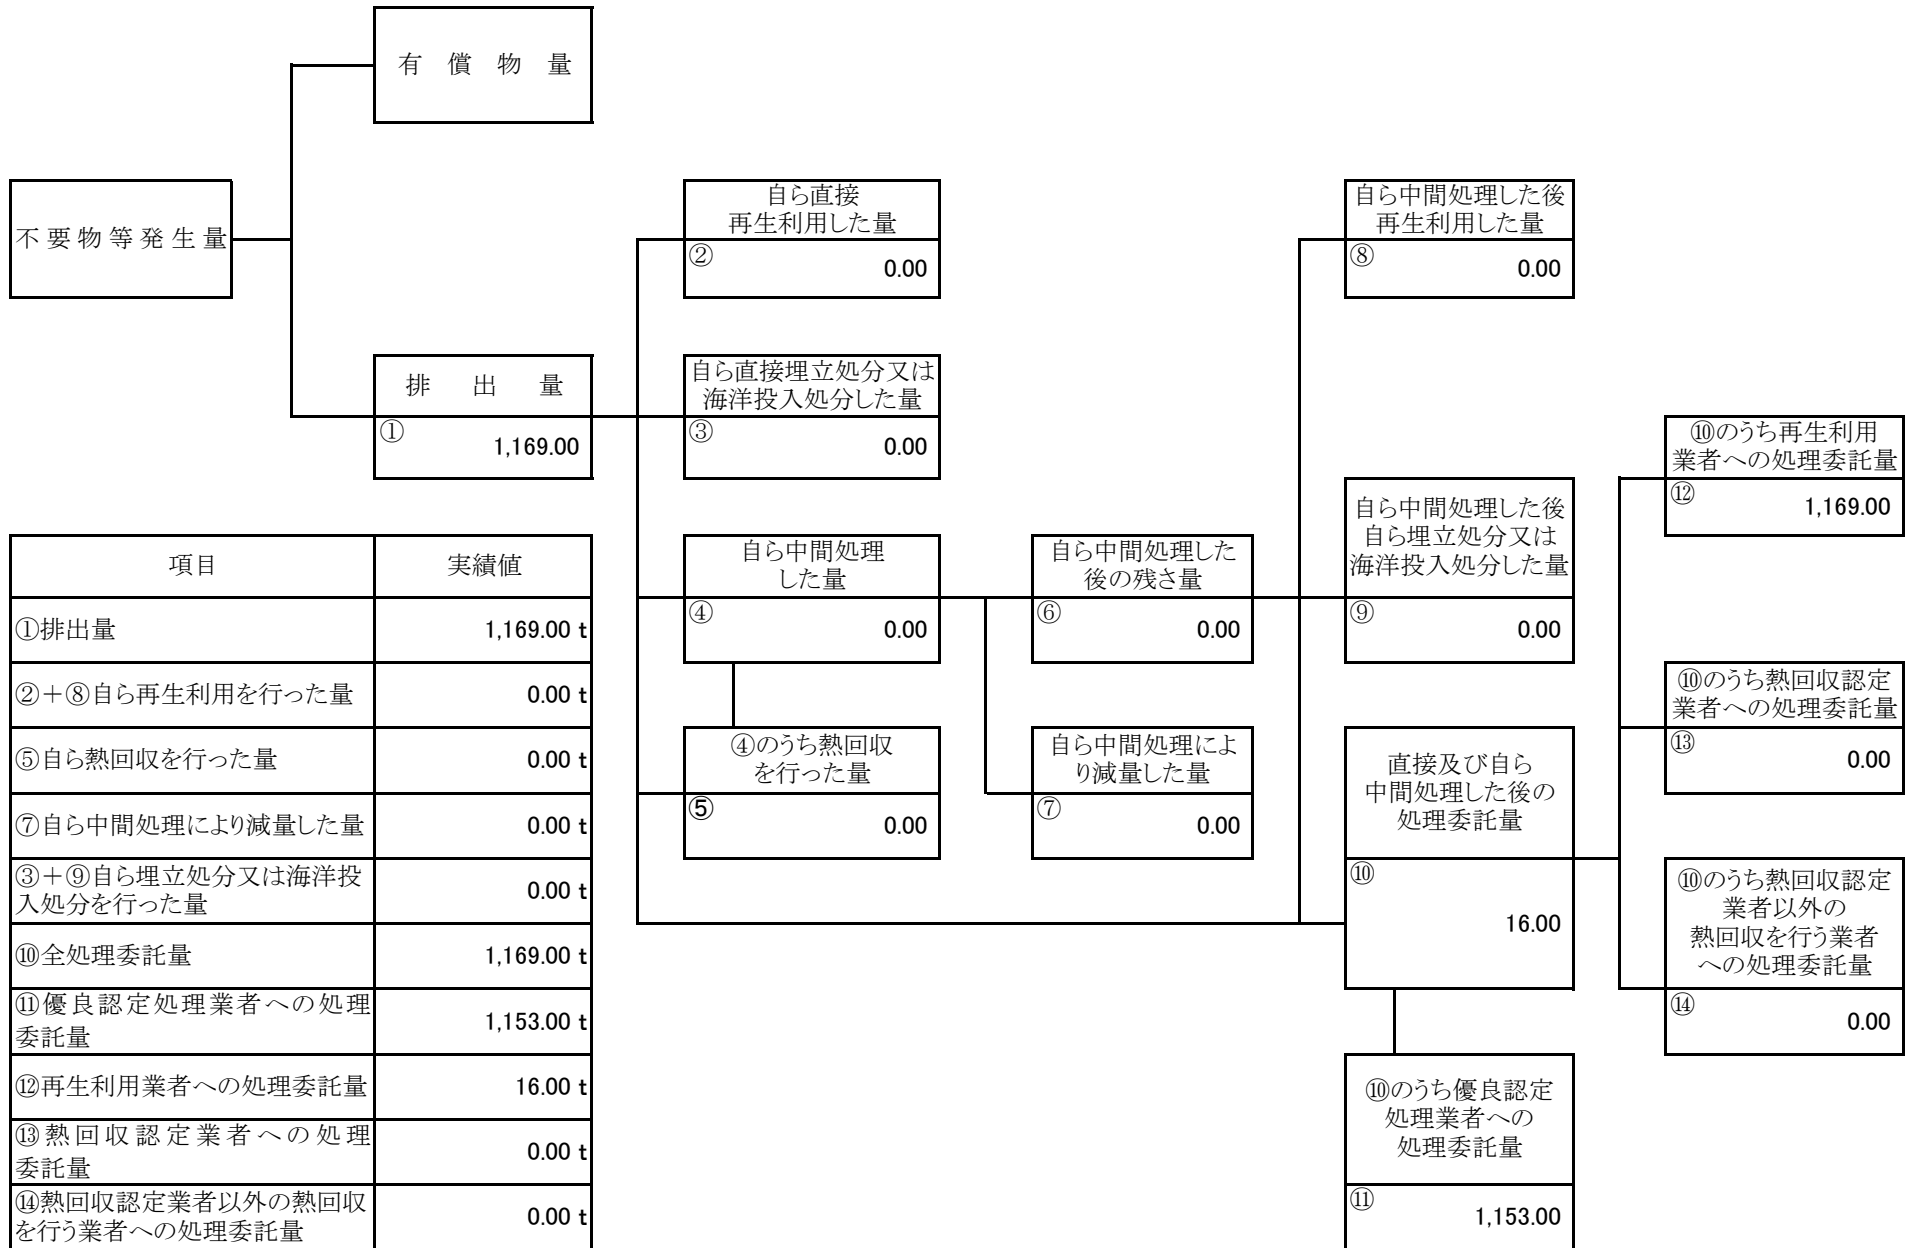 有償物量
不要物等発生量
排出量
① 1,169.00
自ら直接
再生利用した量
② 0.00
自ら直接埋立処分又は
海洋投入処分した量
③ 0.00
自ら中間処理
した量
④ 0.00
④のうち熱回収
を行った量
⑤ 0.00
自ら中間処理した
後の残さ量
⑥ 0.00
自ら中間処理によ
り減量した量
⑦ 0.00
自ら中間処理した後
再生利用した量
⑧ 0.00
自ら中間処理した後
自ら埋立処分又は
海洋投入処分した量
⑨ 0.00
直接及び自ら
中間処理した後の
処理委託量
⑩
16.00
⑩のうち優良認定
処理業者への
処理委託量
⑪ 1,153.00
⑩のうち再生利用
業者への処理委託量
⑫ 1,169.00
⑩のうち熱回収認定
業者への処理委託量
⑬ 0.00
⑩のうち熱回収認定
業者以外の
熱回収を行う業者
への処理委託量
⑭ 0.00
項目 実績値
①排出量 1,169.00 t
②+⑧自ら再生利用を行った量 0.00 t
⑤自ら熱回収を行った量 0.00 t
⑦自ら中間処理により減量した量 0.00 t
③+⑨自ら埋立処分又は海洋投
入処分を行った量 0.00 t
⑩全処理委託量 1,169.00 t
⑪優良認定処理業者への処理
委託量 1,153.00 t
⑫再生利用業者への処理委託量 16.00 t
⑬熱回収認定業者への処理
委託量 0.00 t
⑭熱回収認定業者以外の熱回収
を行う業者への処理委託量 0.00 t